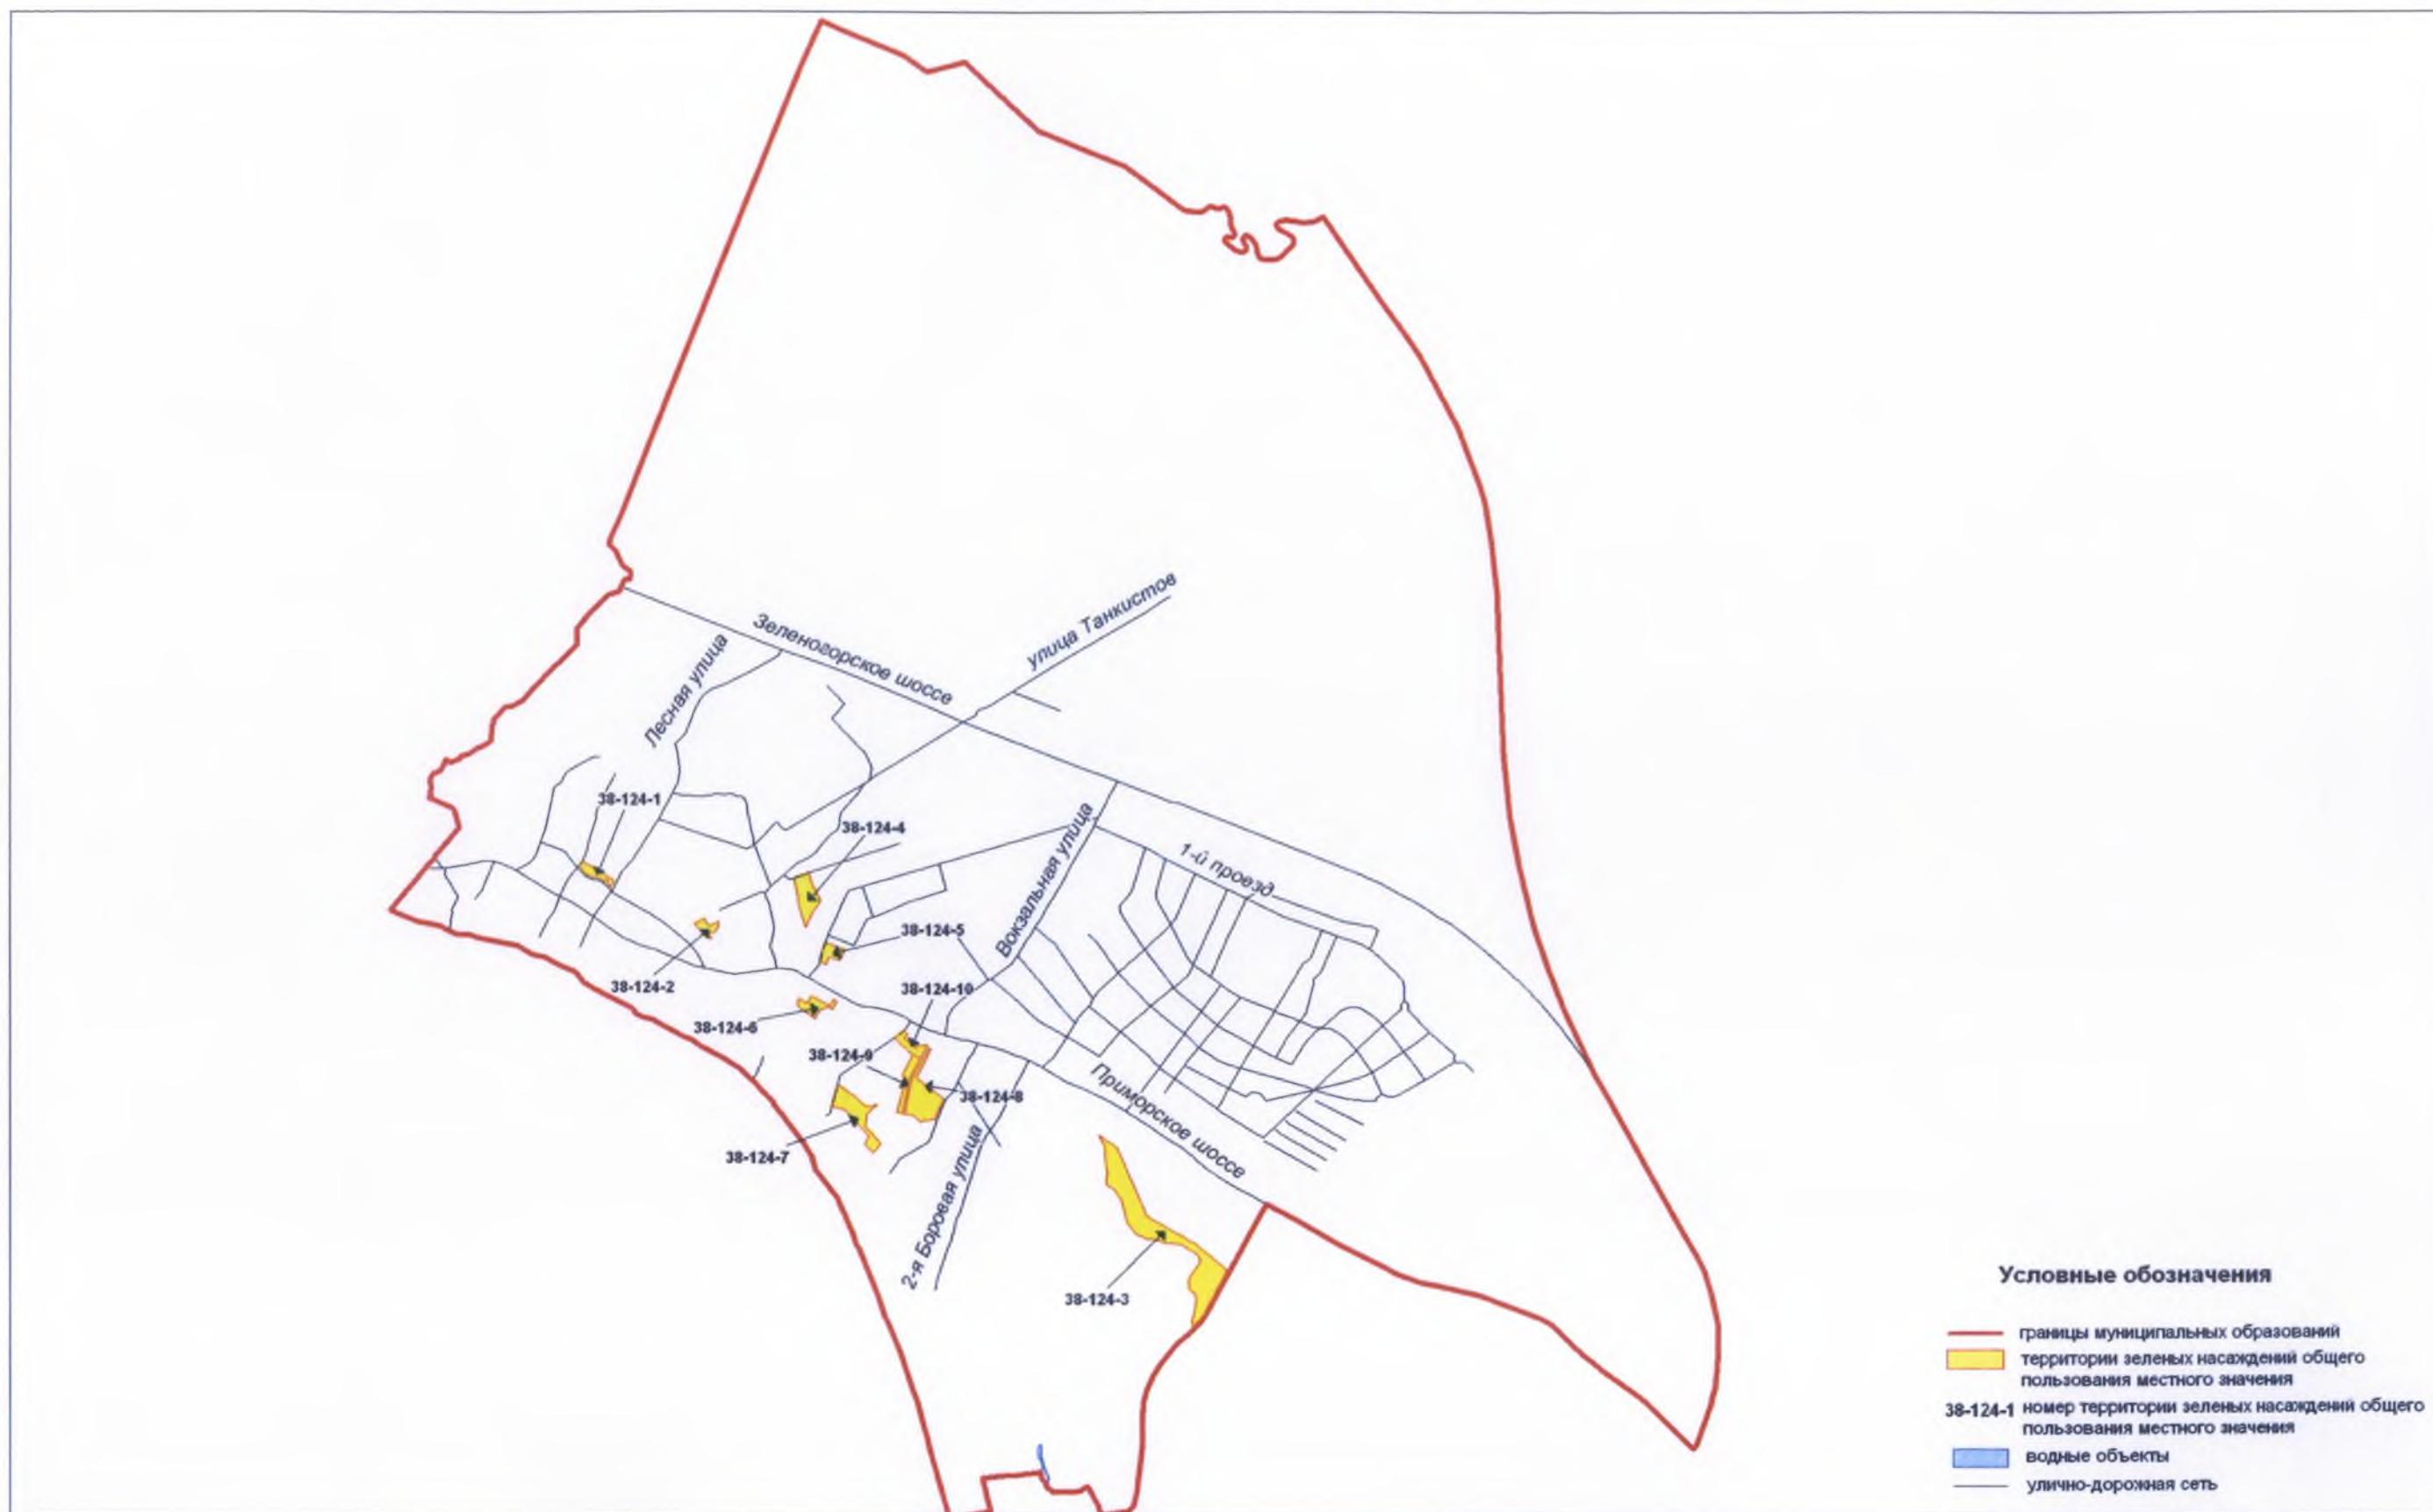 улица Танкистов
Зеленогорское шоссе
Лесная улица
38-124-1
38-124-4
Вокзальная улица
1-й проезд
38-124-5
38-124-2
38-124-10
38-124-6
38-124-9
38-124-8
Приморское шоссе
38-124-7
2-я Боровая улица
38-124-3
Условные обозначения
границы муниципальных образований
территории зеленых насаждений общего
пользования местного значения
38-124-1 номер территории зеленых насаждений общего
пользования местного значения
водные объекты
улично-дорожная сеть